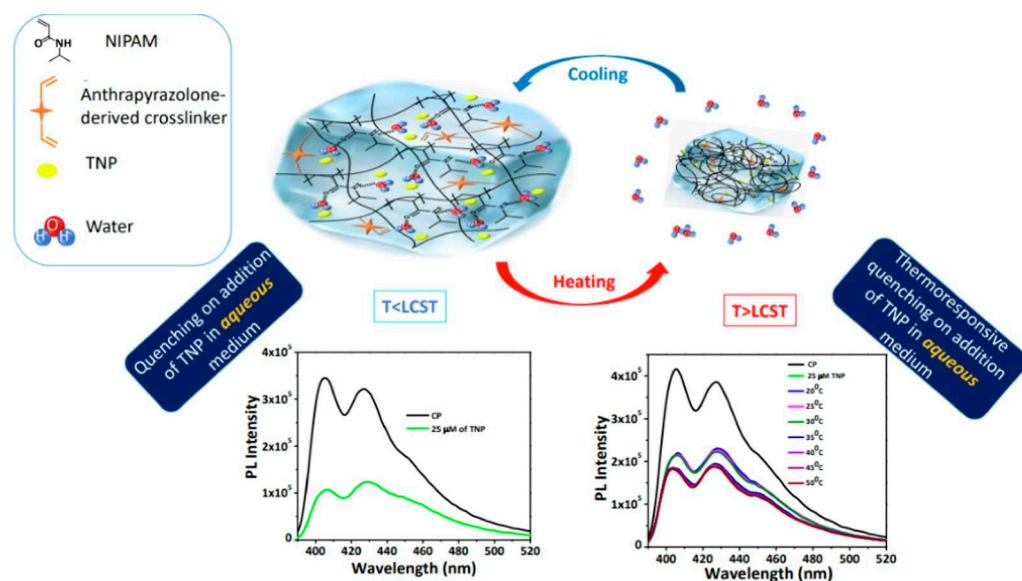 NIPAM
O
N
H
Anthrapyrazolone-
derived crosslinker
TNP
O
H H
Water
Cooling
Heating
T<LCST
T>LCST
Quenching on addition
of TNP in aqueous
medium
Thermoresponsive
quenching on addition
of TNP in aqueous
medium
PL Intensity
4x10⁵
3x10⁵
2x10⁵
1x10⁵
0
CP
25 µM of TNP
400 420 440 460 480 500 520
Wavelength (nm)
PL Intensity
4x10⁵
3x10⁵
2x10⁵
1x10⁵
0
CP
25 µM TNP
20⁰C
25⁰C
30⁰C
35⁰C
40⁰C
45⁰C
50⁰C
400 420 440 460 480 500 520
Wavelength (nm)